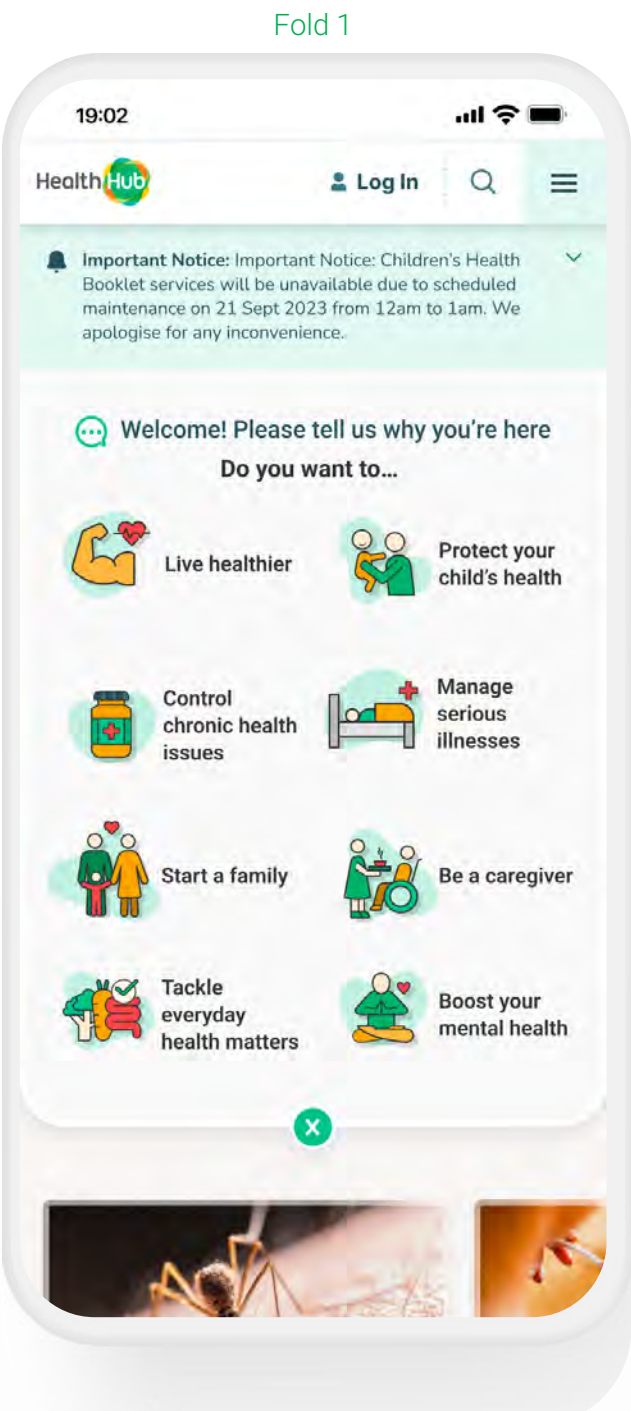 Fold 1
19:02
HealthHub
Log In
Important Notice: Important Notice: Children's Health
Booklet services will be unavailable due to scheduled
maintenance on 21 Sept 2023 from 12am to 1am. We
apologise for any inconvenience.
Welcome! Please tell us why you're here
Do you want to...
Live healthier
Protect your
child's health
Control
chronic health
issues
Manage
serious
illnesses
Start a family
Be a caregiver
Tackle
everyday
health matters
Boost your
mental health
X